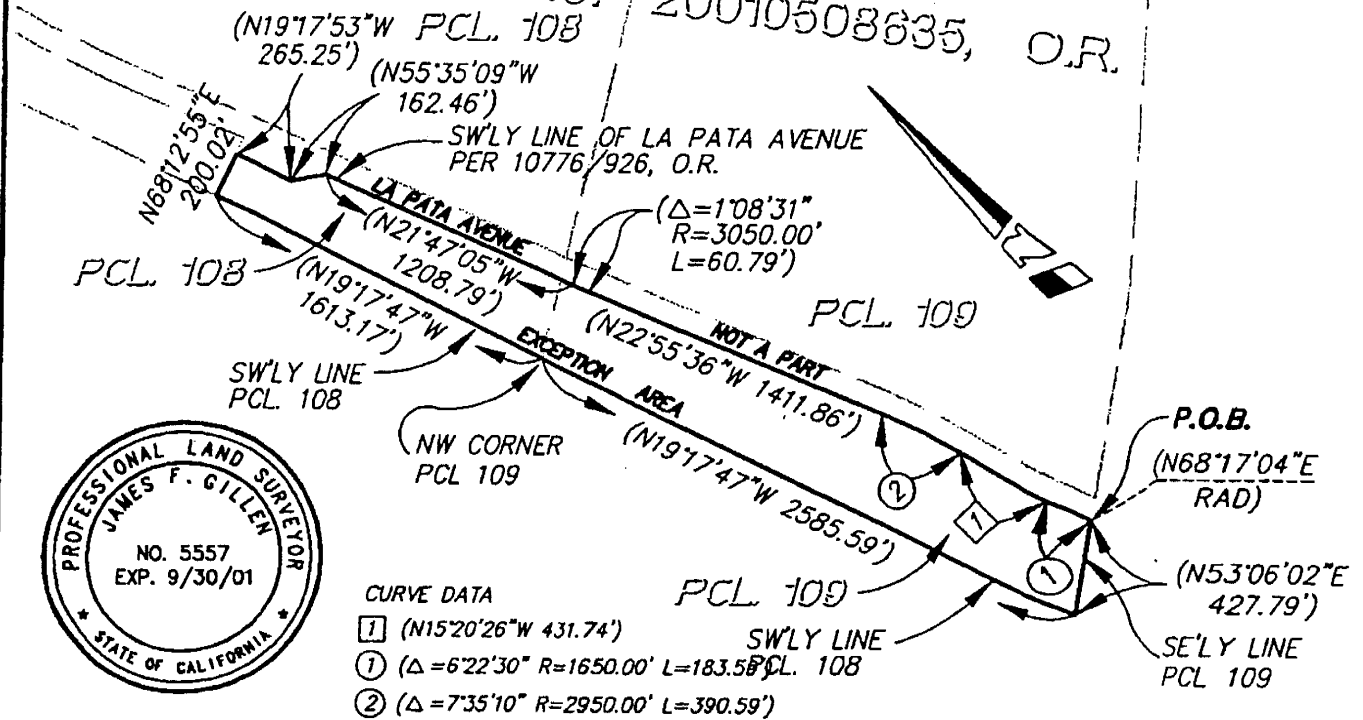 20010508635, O.R.
(N19°17'53"W
265.25')
PCL. 108
(N55°35'09"W
162.46')
N68°12'55"E
200.02'
SW'LY LINE OF LA PATA AVENUE
PER 10776/926, O.R.
LA PATA AVENUE
(N21°47'05"W
1208.79')
(Δ=1°08'31"
R=3050.00'
L=60.79')
PCL. 108
(N19°17'47"W
1613.17')
PCL. 109
NOT A PART
(N22°55'36"W 1411.86')
EXCEPTION AREA
SW'LY LINE
PCL. 108
NW CORNER
PCL 109
(N19°17'47"W 2585.59')
P.O.B.
(N68°17'04"E
RAD)
2
1
1
(N53°06'02"E
427.79')
SE'LY LINE
PCL 109
PCL. 109
SW'LY LINE
PCL. 108
PROFESSIONAL LAND SURVEYOR
JAMES F. GILLEN
NO. 5557
EXP. 9/30/01
STATE OF CALIFORNIA
CURVE DATA
1 (N15°20'26"W 431.74')
1 (Δ=6°22'30" R=1650.00' L=183.59')
2 (Δ=7°35'10" R=2950.00' L=390.59')